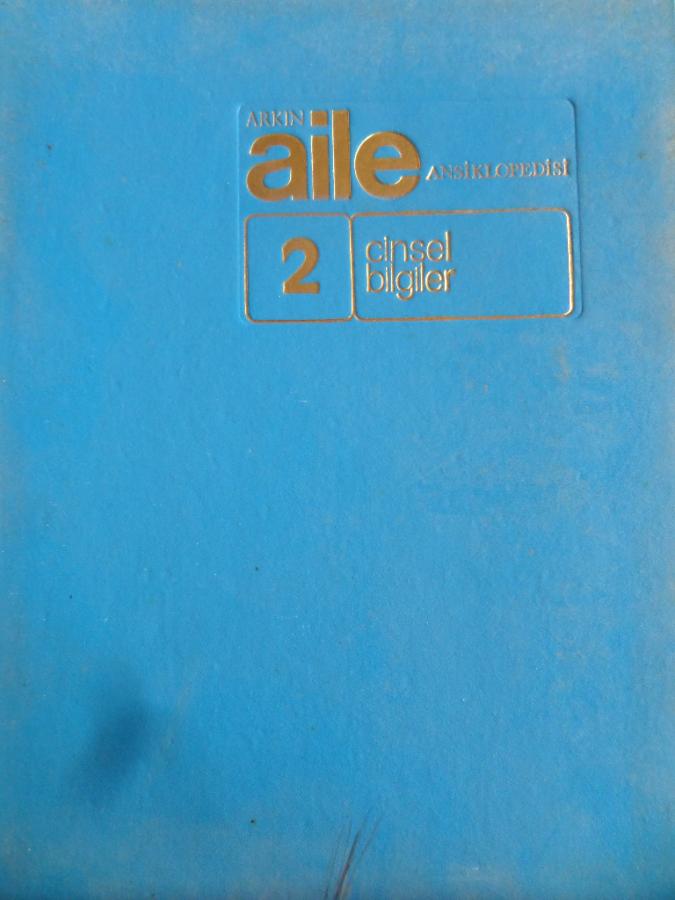 ARKIN
aile ANSİKLOPEDİSİ
2
cinsel
bilgiler